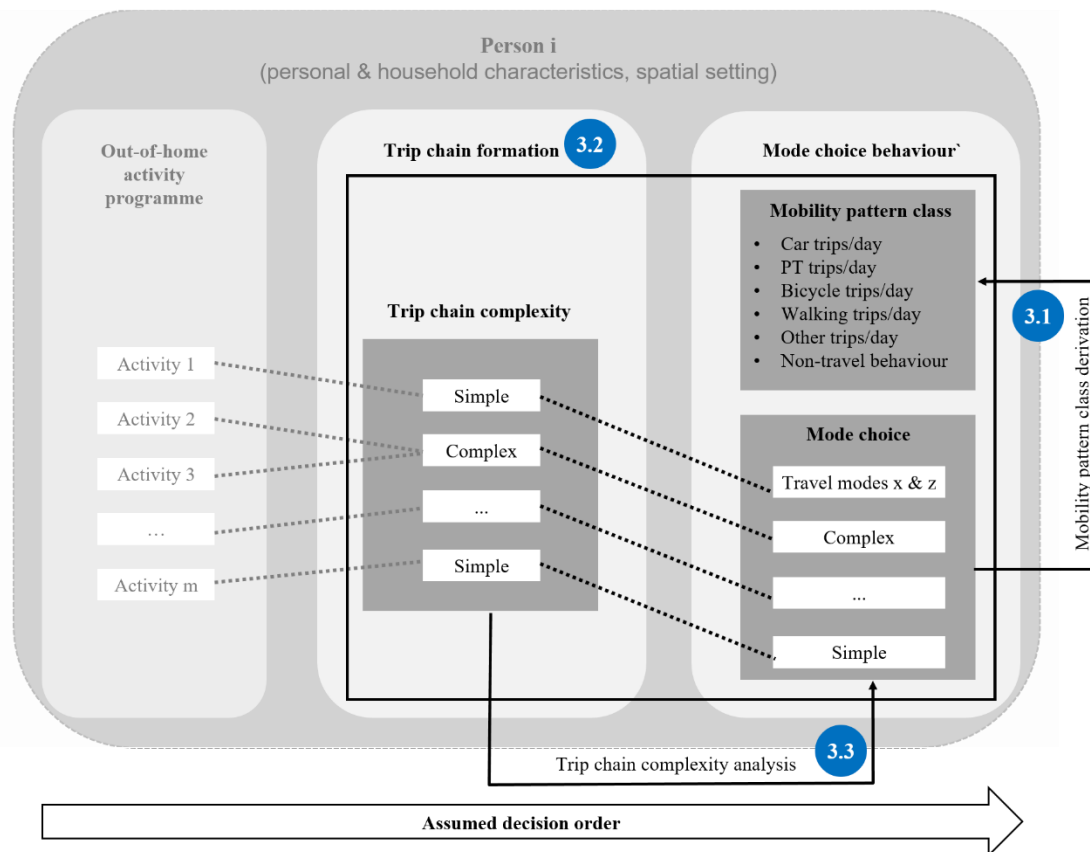 Person i
(personal & household characteristics, spatial setting)
Out-of-home
activity
programme
Activity 1
Activity 2
Activity 3
...
Activity m
Trip chain formation
3.2
Trip chain complexity
Simple
Complex
...
Simple
Mode choice behaviour`
Mobility pattern class
• Car trips/day
• PT trips/day
• Bicycle trips/day
• Walking trips/day
• Other trips/day
• Non-travel behaviour
Mode choice
Travel modes x & z
Complex
...
Simple
3.1
Mobility pattern class derivation
Trip chain complexity analysis
3.3
Assumed decision order